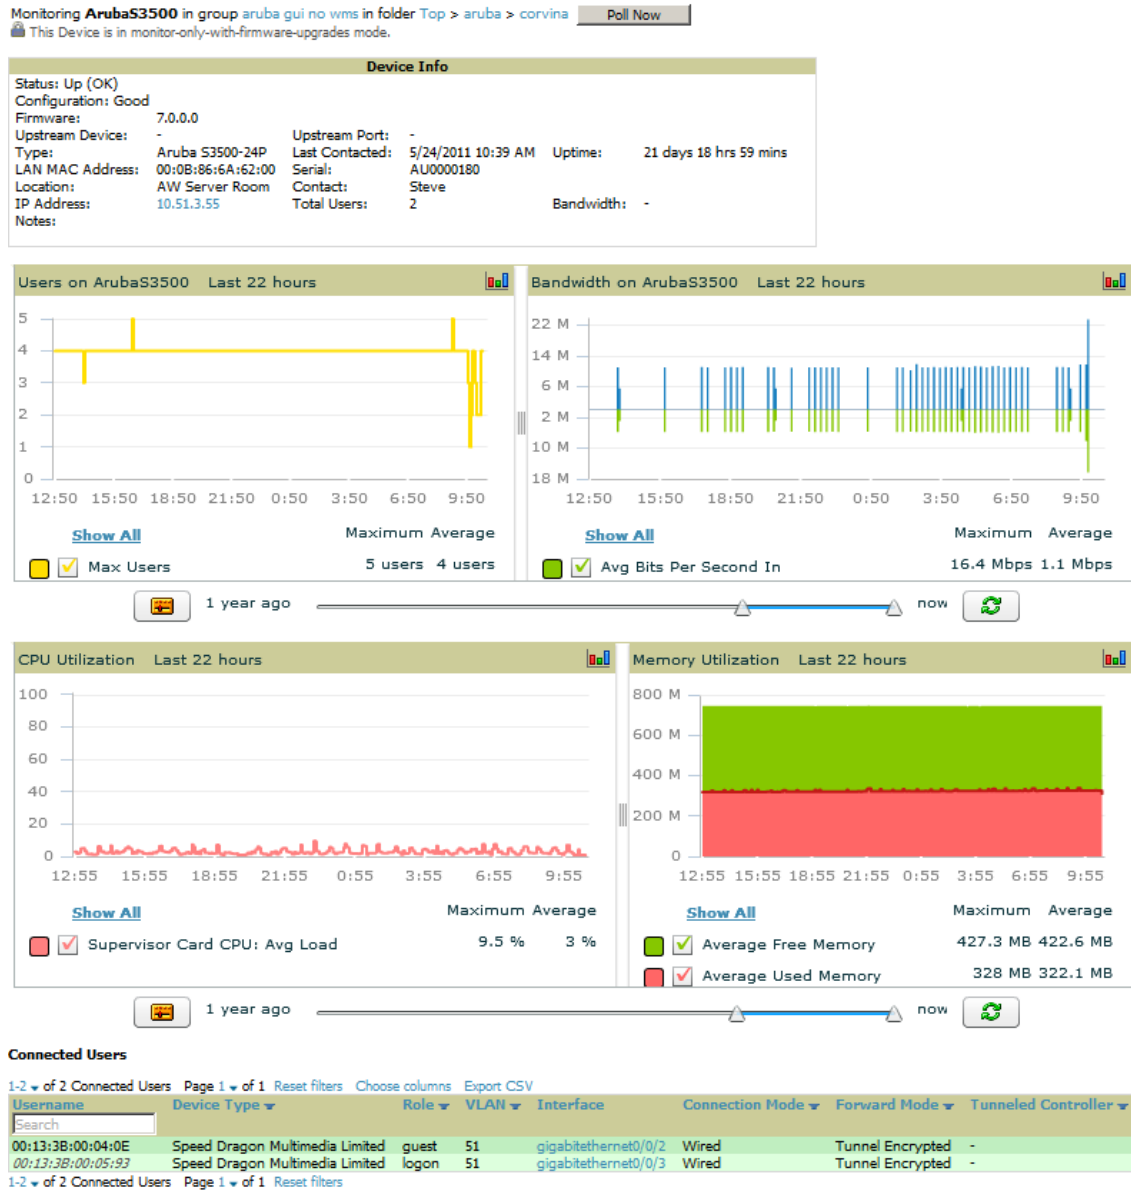 Monitoring ArubaS3500 in group aruba gui no wms in folder Top > aruba > corvina Poll Now
This Device is in monitor-only-with-firmware-upgrades mode.
Device Info
Status: Up (OK)
Configuration: Good
Firmware: 7.0.0.0
Upstream Device: - Upstream Port: -
Type: Aruba S3500-24P Last Contacted: 5/24/2011 10:39 AM Uptime: 21 days 18 hrs 59 mins
LAN MAC Address: 00:0B:86:6A:62:00 Serial: AU0000180
Location: AW Server Room Contact: Steve
IP Address: 10.51.3.55 Total Users: 2 Bandwidth: -
Notes:
Users on ArubaS3500 Last 22 hours
5
4
3
2
1
0
12:50 15:50 18:50 21:50 0:50 3:50 6:50 9:50
Show All Maximum Average
Max Users 5 users 4 users
Bandwidth on ArubaS3500 Last 22 hours
22 M
14 M
6 M
2 M
10 M
18 M
12:50 15:50 18:50 21:50 0:50 3:50 6:50 9:50
Show All Maximum Average
Avg Bits Per Second In 16.4 Mbps 1.1 Mbps
1 year ago now
CPU Utilization Last 22 hours
100
80
60
40
20
0
12:55 15:55 18:55 21:55 0:55 3:55 6:55 9:55
Show All Maximum Average
Supervisor Card CPU: Avg Load 9.5 % 3 %
Memory Utilization Last 22 hours
800 M
600 M
400 M
200 M
0
12:55 15:55 18:55 21:55 0:55 3:55 6:55 9:55
Show All Maximum Average
Average Free Memory 427.3 MB 422.6 MB
Average Used Memory 328 MB 322.1 MB
1 year ago now
Connected Users
1-2 of 2 Connected Users Page 1 of 1 Reset filters Choose columns Export CSV
Username Device Type Role VLAN Interface Connection Mode Forward Mode Tunneled Controller
Search
00:13:3B:00:04:0E Speed Dragon Multimedia Limited guest 51 gigabitethernet0/0/2 Wired Tunnel Encrypted -
00:13:3B:00:05:93 Speed Dragon Multimedia Limited logon 51 gigabitethernet0/0/3 Wired Tunnel Encrypted -
1-2 of 2 Connected Users Page 1 of 1 Reset filters